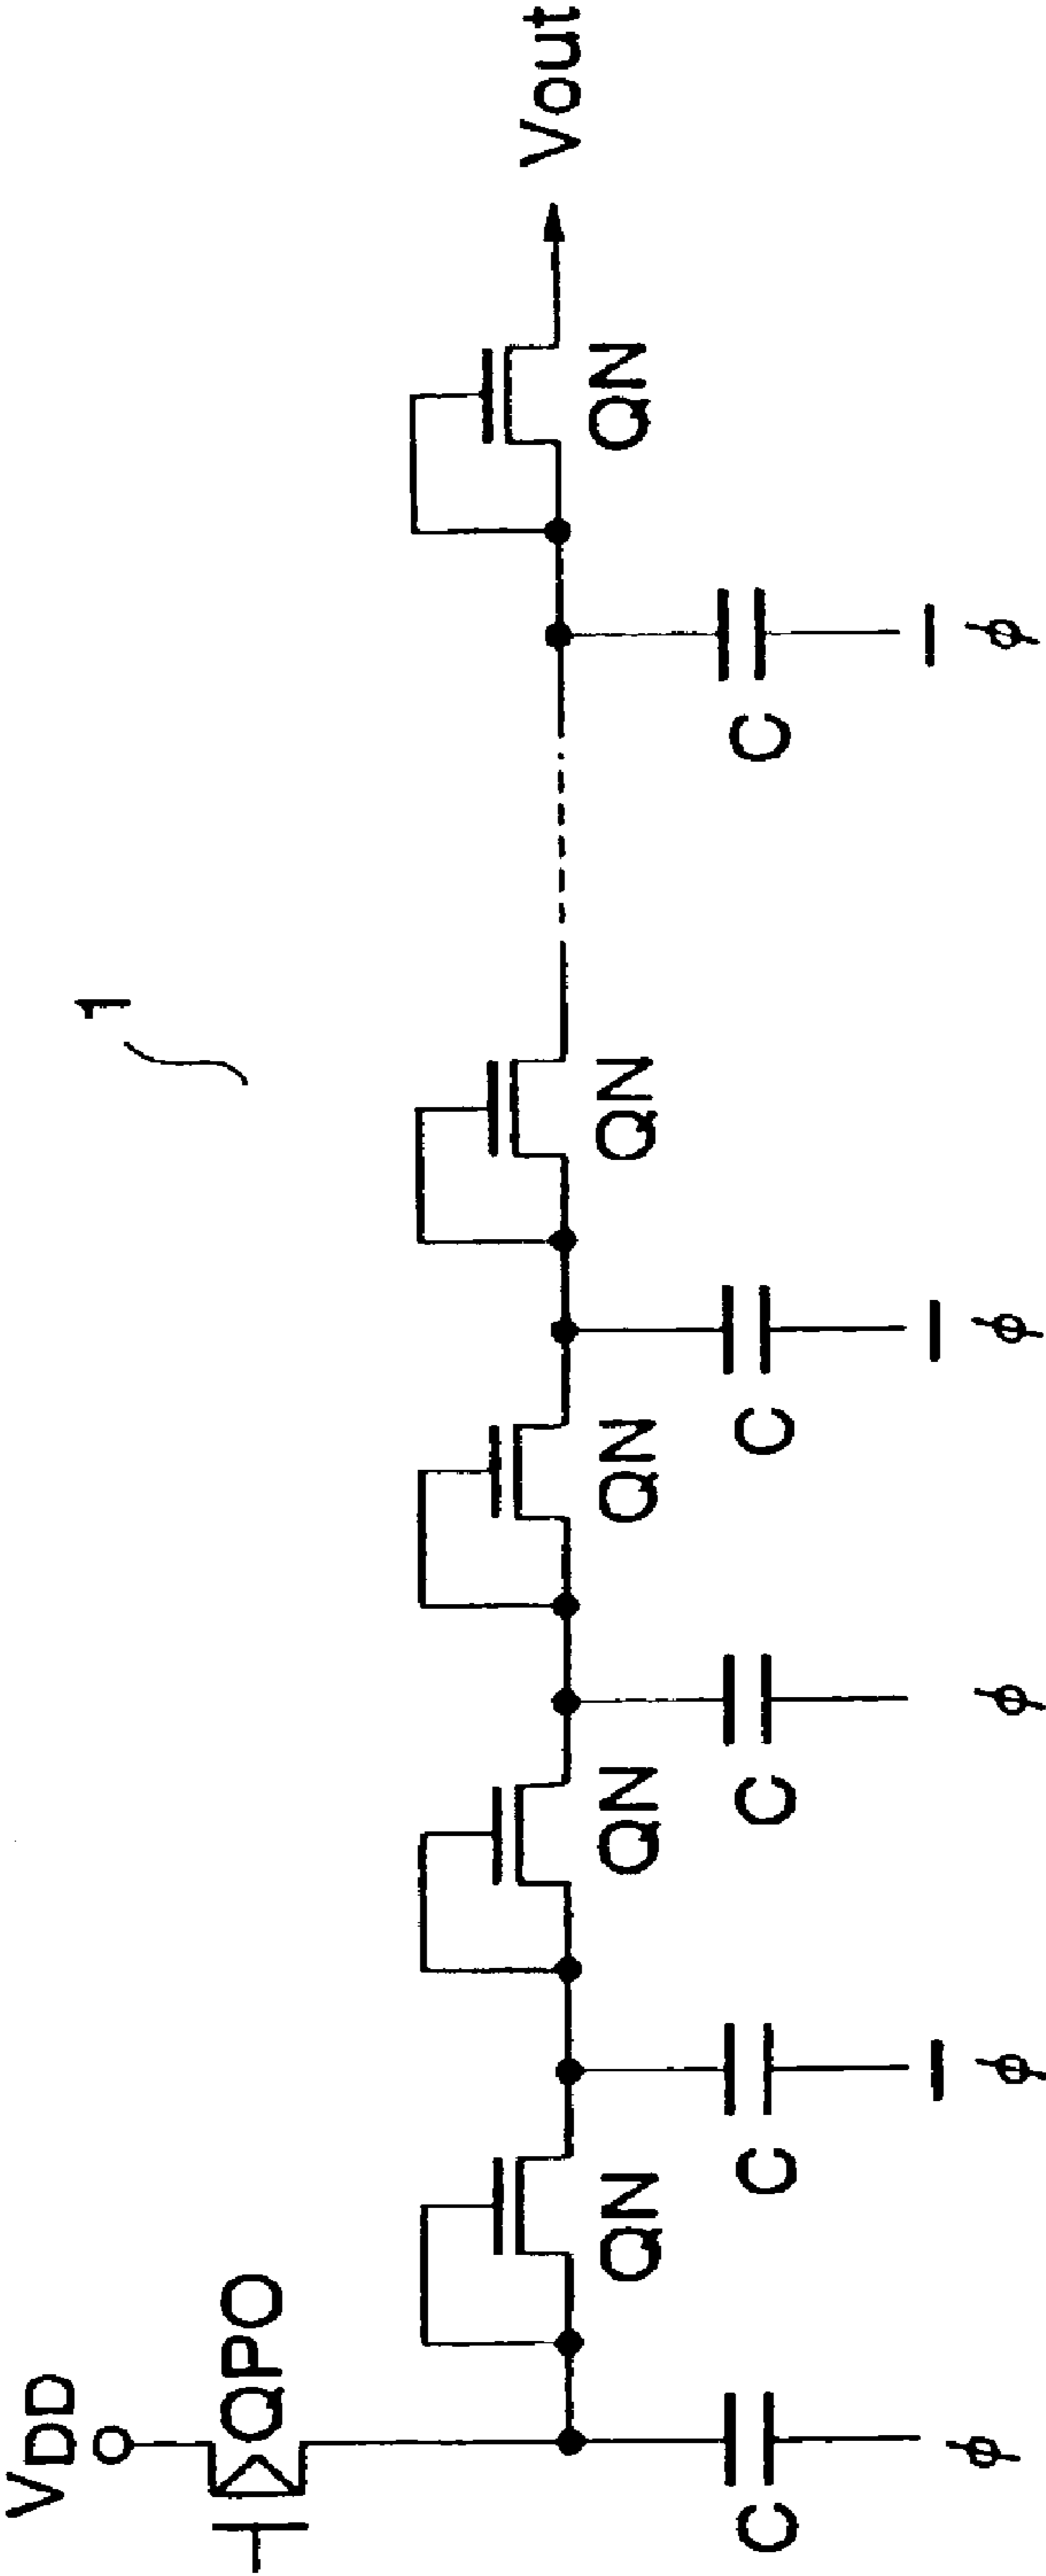 VDD
1
QPO
Vout
QN QN QN QN QN
C C C C C
ϕ ϕ̅ ϕ ϕ̅ ϕ̅